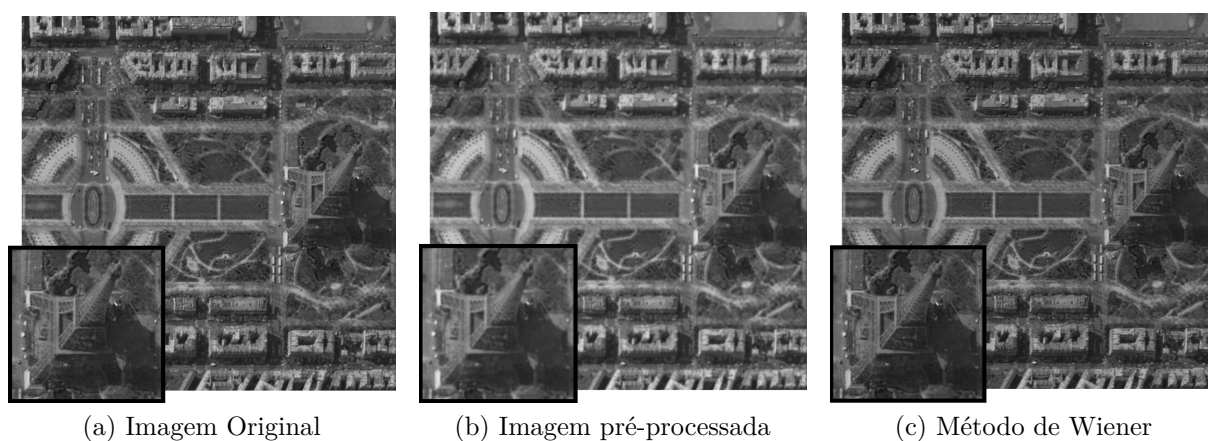 (a) Imagem Original
(b) Imagem pré-processada
(c) Método de Wiener